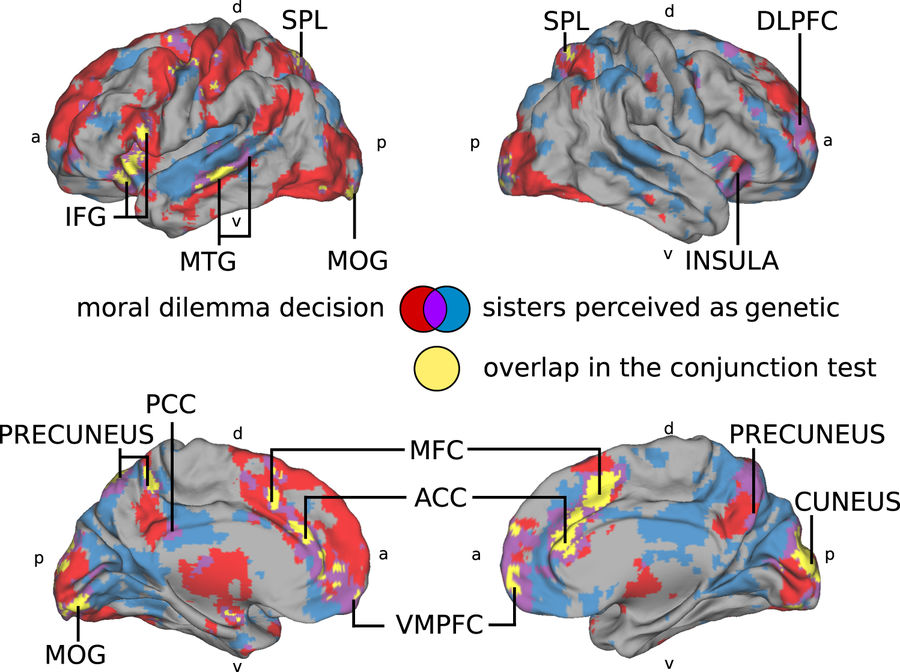 d
SPL
a
p
IFG
v
MTG
MOG
SPL
d
DLPFC
p
a
v
INSULA
moral dilemma decision
sisters perceived as genetic
overlap in the conjunction test
PCC
PRECUNEUS
d
MFC
ACC
p
a
VMPFC
MOG
v
d
PRECUNEUS
CUNEUS
a
p
v